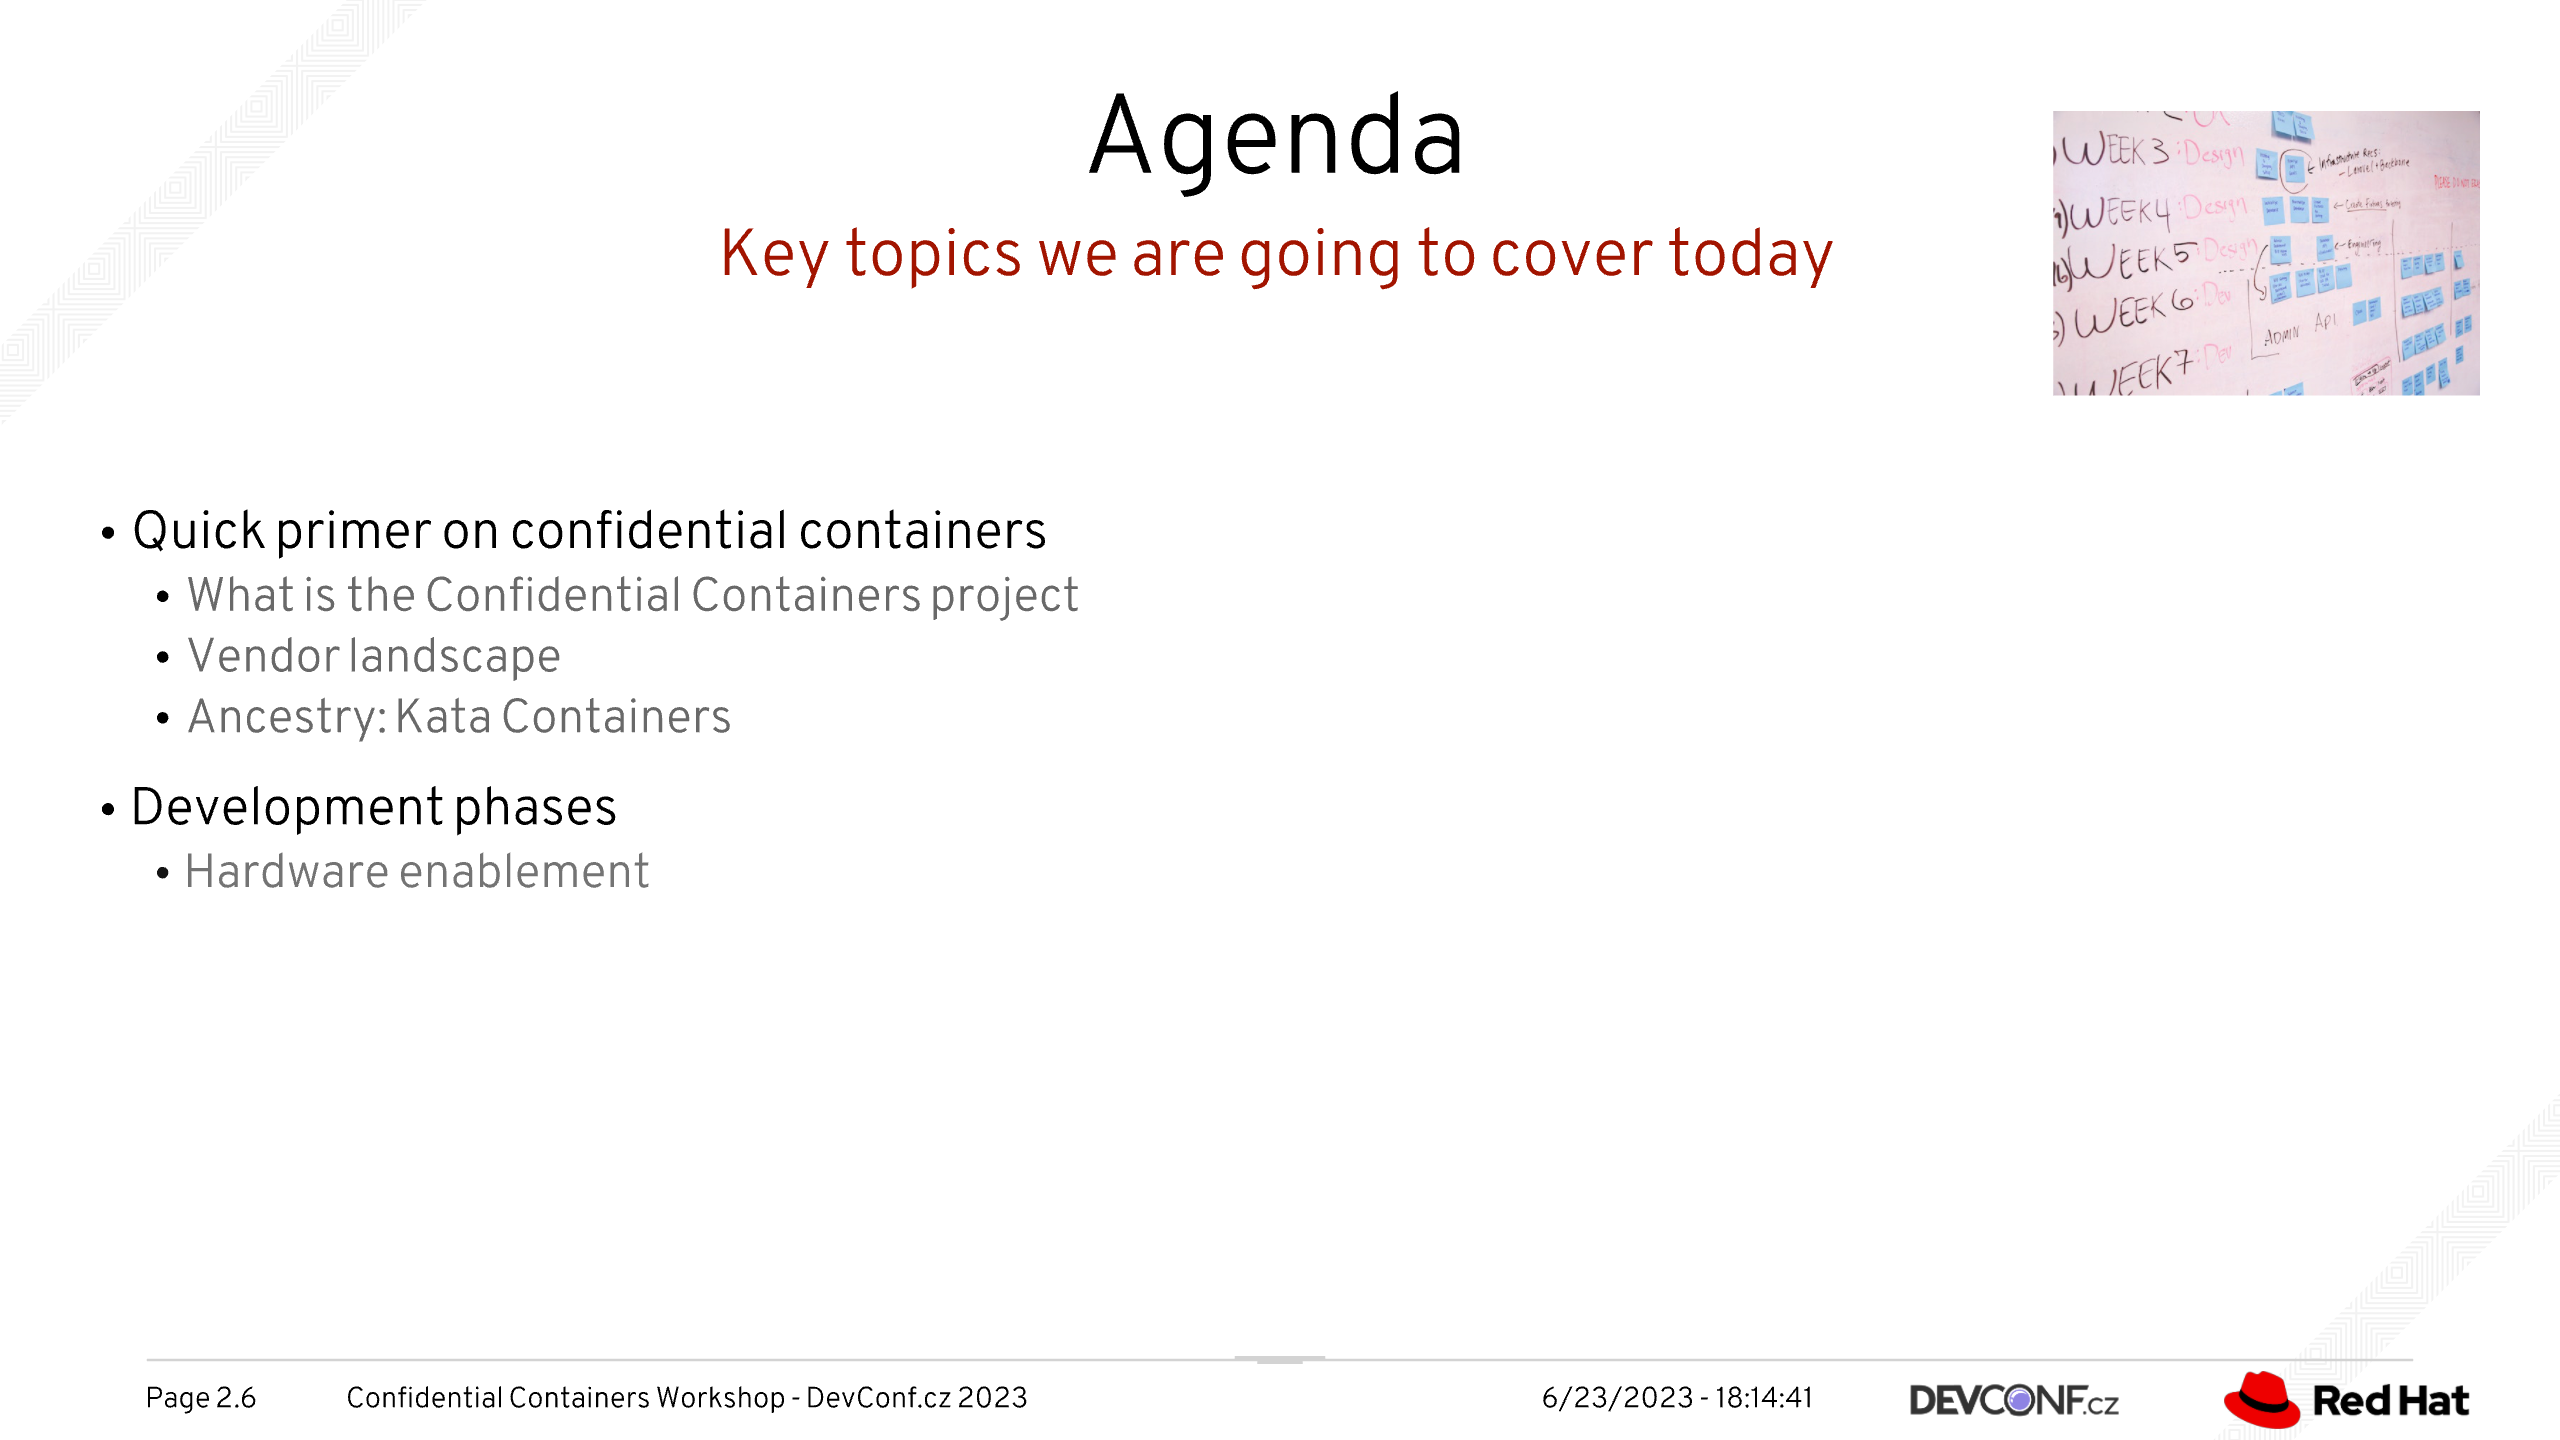 Agenda
Key topics we are going to cover today
WEEK 3 : Design
Infrastructure Recs:
WEEK 4 : Design
WEEK 5 : Design
Engineering
WEEK 6 : Dev
ADMIN API
WEEK 7 : Dev
• Quick primer on confidential containers
• What is the Confidential Containers project
• Vendor landscape
• Ancestry: Kata Containers
• Development phases
• Hardware enablement
Page 2.6 Confidential Containers Workshop - DevConf.cz 2023 6/23/2023 - 18:14:41 DEVCONF.cz Red Hat